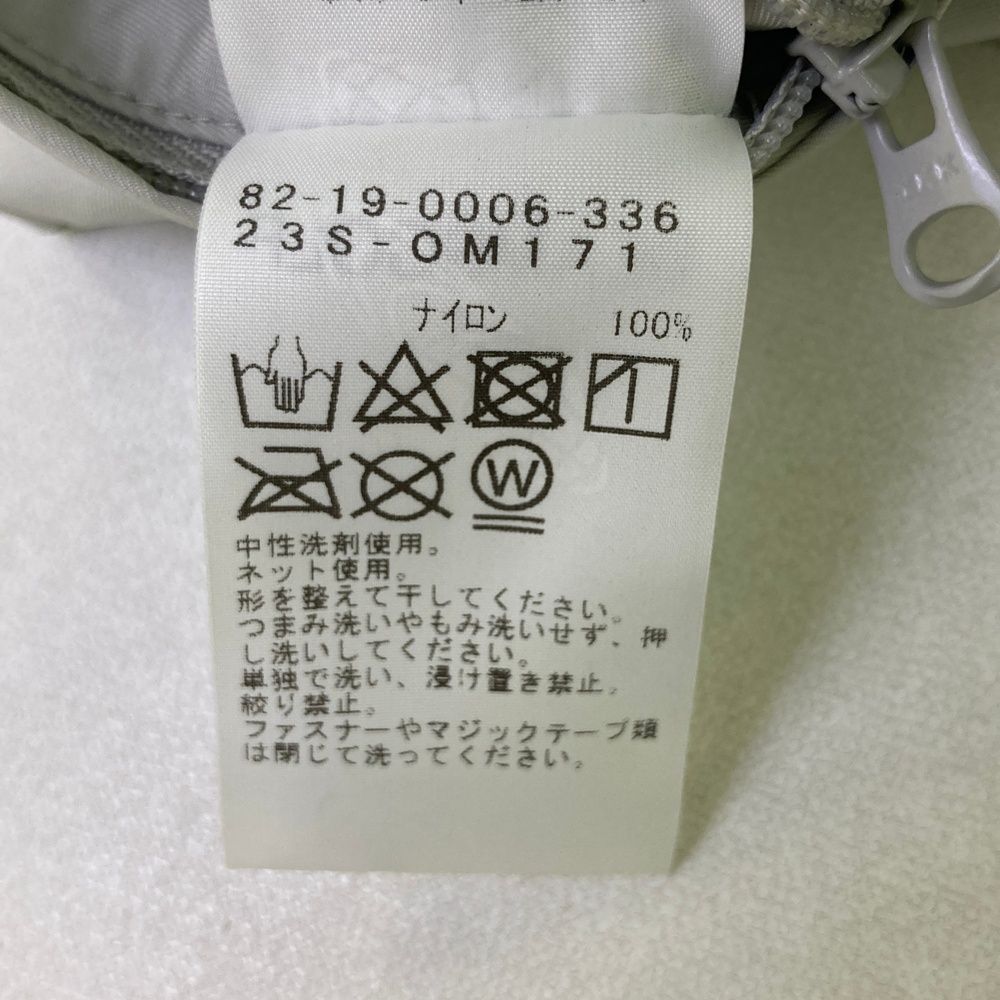 82-19-0006-336
23S-OM171
ナイロン 100%
W
中性洗剤使用。
ネット使用。
形を整えて干してください。
つまみ洗いやもみ洗いせず、押
し洗いしてください。
単独で洗い、浸け置き禁止。
絞り禁止。
ファスナーやマジックテープ類
は閉じて洗ってください。
YKK